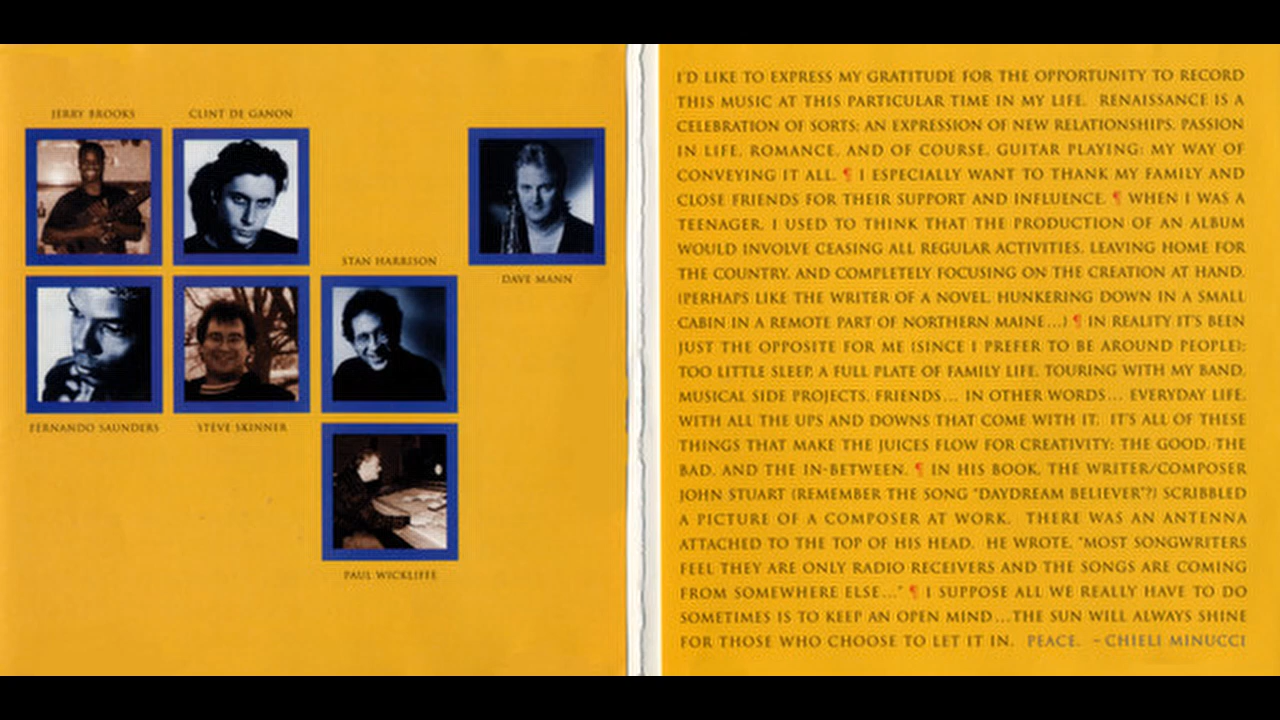 JERRY BROOKS
CLINT DE GANON
STAN HARRISON
DAVE MANN
FERNANDO SAUNDERS
STEVE SKINNER
PAUL WICKLIFFE
I'D LIKE TO EXPRESS MY GRATITUDE FOR THE OPPORTUNITY TO RECORD
THIS MUSIC AT THIS PARTICULAR TIME IN MY LIFE. RENAISSANCE IS A
CELEBRATION OF SORTS; AN EXPRESSION OF NEW RELATIONSHIPS, PASSION
IN LIFE, ROMANCE, AND OF COURSE, GUITAR PLAYING: MY WAY OF
CONVEYING IT ALL. ¶ I ESPECIALLY WANT TO THANK MY FAMILY AND
CLOSE FRIENDS FOR THEIR SUPPORT AND INFLUENCE. ¶ WHEN I WAS A
TEENAGER, I USED TO THINK THAT THE PRODUCTION OF AN ALBUM
WOULD INVOLVE CEASING ALL REGULAR ACTIVITIES, LEAVING HOME FOR
THE COUNTRY, AND COMPLETELY FOCUSING ON THE CREATION AT HAND.
(PERHAPS LIKE THE WRITER OF A NOVEL, HUNKERING DOWN IN A SMALL
CABIN IN A REMOTE PART OF NORTHERN MAINE...) ¶ IN REALITY IT'S BEEN
JUST THE OPPOSITE FOR ME (SINCE I PREFER TO BE AROUND PEOPLE);
TOO LITTLE SLEEP, A FULL PLATE OF FAMILY LIFE, TOURING WITH MY BAND,
MUSICAL SIDE PROJECTS, FRIENDS... IN OTHER WORDS... EVERYDAY LIFE,
WITH ALL THE UPS AND DOWNS THAT COME WITH IT. IT'S ALL OF THESE
THINGS THAT MAKE THE JUICES FLOW FOR CREATIVITY: THE GOOD, THE
BAD, AND THE IN-BETWEEN. ¶ IN HIS BOOK, THE WRITER/COMPOSER
JOHN STUART (REMEMBER THE SONG "DAYDREAM BELIEVER"?) SCRIBBLED
A PICTURE OF A COMPOSER AT WORK. THERE WAS AN ANTENNA
ATTACHED TO THE TOP OF HIS HEAD. HE WROTE, "MOST SONGWRITERS
FEEL THEY ARE ONLY RADIO RECEIVERS AND THE SONGS ARE COMING
FROM SOMEWHERE ELSE..." ¶ I SUPPOSE ALL WE REALLY HAVE TO DO
SOMETIMES IS TO KEEP AN OPEN MIND...THE SUN WILL ALWAYS SHINE
FOR THOSE WHO CHOOSE TO LET IT IN. PEACE. – CHIELI MINUCCI